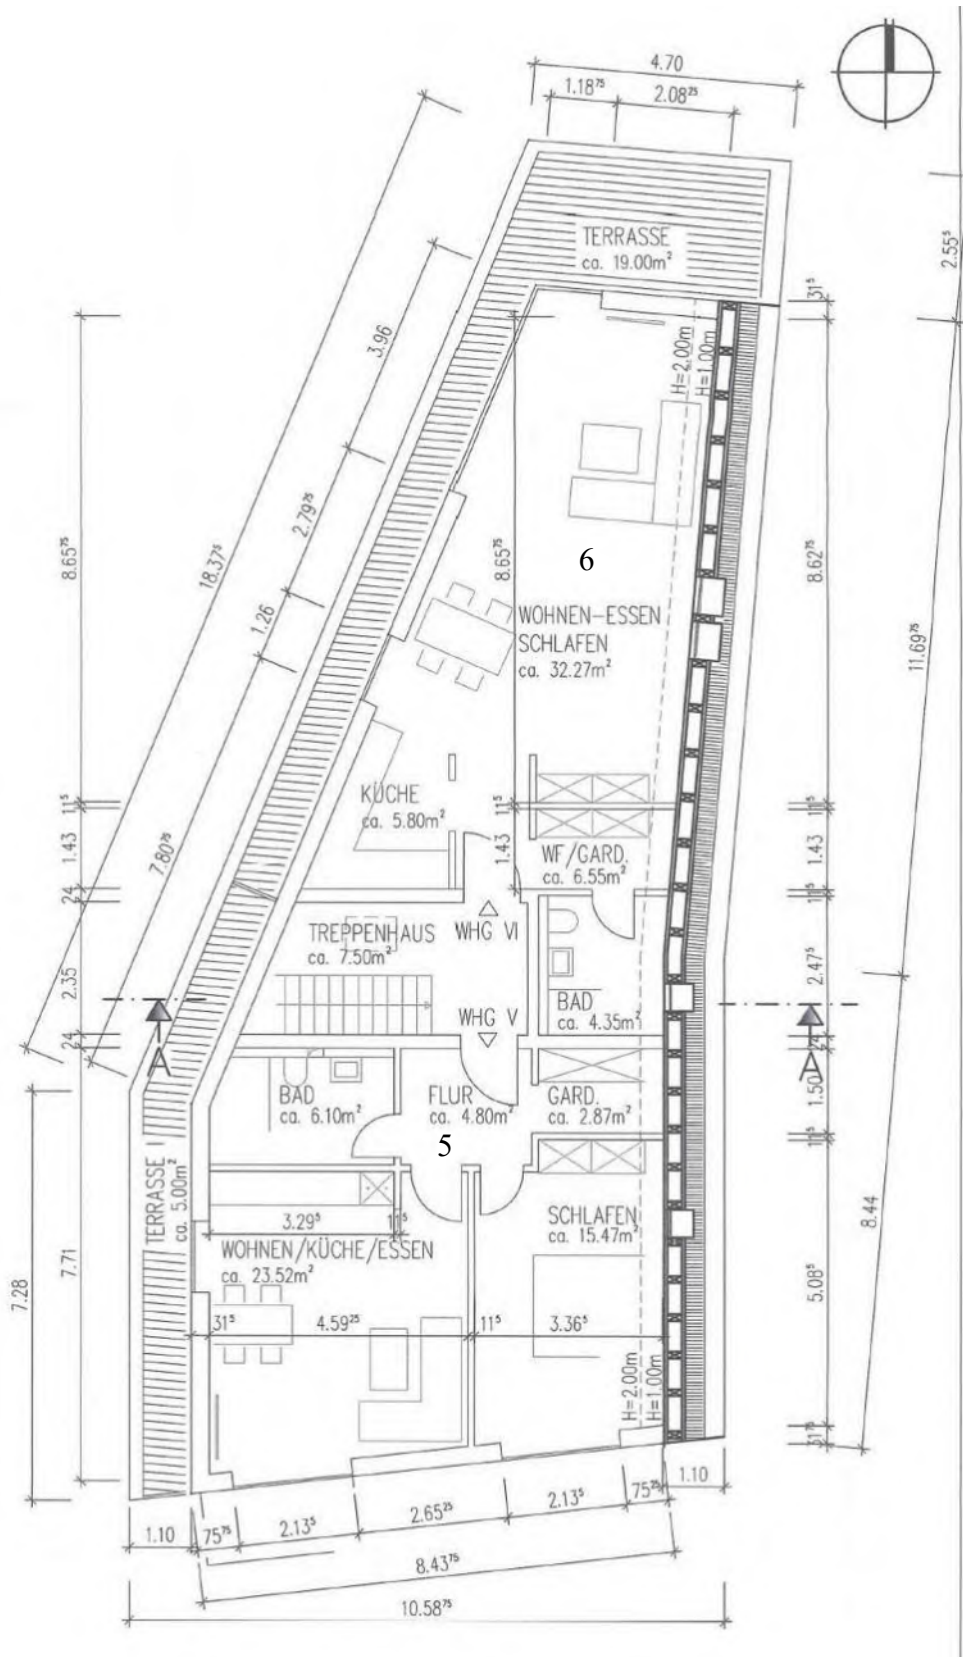 4.70
1.18⁷⁵
2.08²⁵
TERRASSE
ca. 19.00m²
2.55⁵
31⁵
3.96
H=2.00m
H=1.00m
8.65⁷⁵
18.37⁵
2.79⁷⁵
8.65⁷⁵
6
8.62⁷⁵
1.26
WOHNEN-ESSEN
SCHLAFEN
ca. 32.27m²
11.69⁷⁵
KÜCHE
ca. 5.80m²
11⁵
11⁵
11⁵
1.43
7.80⁷⁵
1.43
WF/GARD.
ca. 6.55m²
1.43
24
TREPPENHAUS
ca. 7.50m²
WHG VI
2.35
2.47⁵
BAD
ca. 4.35m²
WHG V
24
24
A
A
BAD
ca. 6.10m²
FLUR
ca. 4.80m²
GARD.
ca. 2.87m²
1.50
5
11⁵
TERRASSE
ca. 5.00m²
3.29⁵
11⁵
SCHLAFEN
ca. 15.47m²
8.44
WOHNEN/KÜCHE/ESSEN
ca. 23.52m²
7.28
7.71
5.08⁵
31⁵
4.59²⁵
11⁵
3.36⁵
H=2.00m
H=1.00m
31⁷⁵
1.10
75⁷⁵
2.13⁵
2.65²⁵
2.13⁵
75²⁵
1.10
8.43⁷⁵
10.58⁷⁵